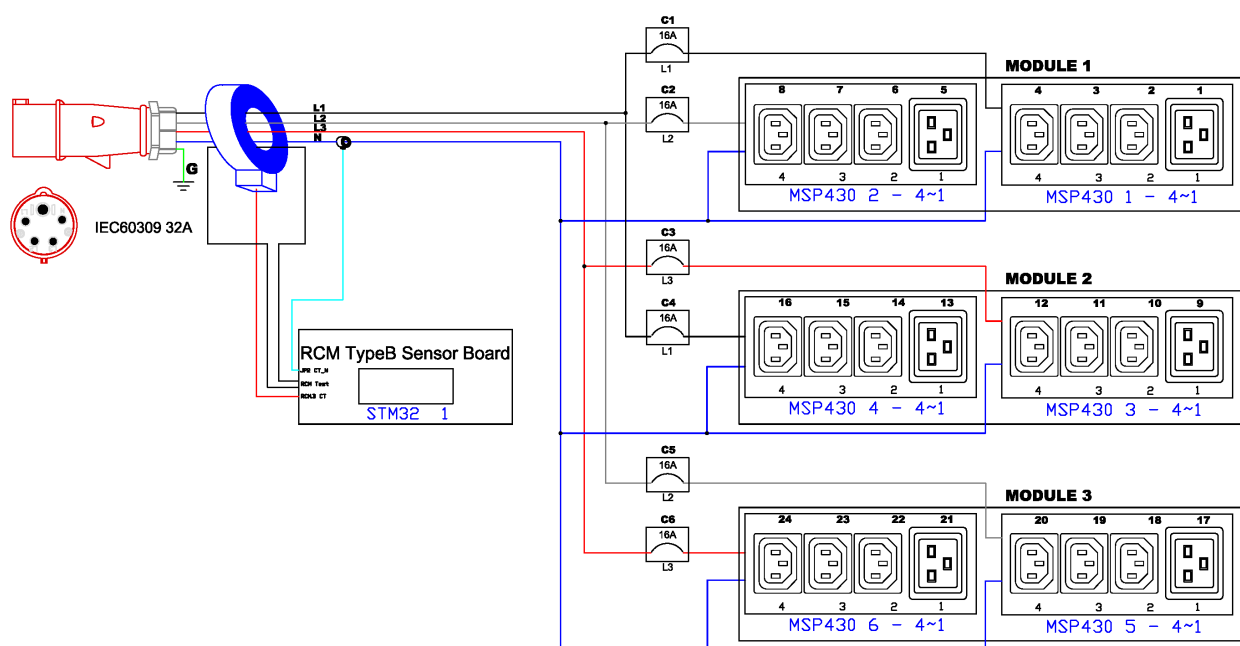 C1
16A
L1
MODULE 1
C2
16A
L2
8 7 6 5
4 3 2 1
4 3 2 1
4 3 2 1
MSP430 2 - 4~1
MSP430 1 - 4~1
L1
L2
L3
N
G
IEC60309 32A
C3
16A
L3
MODULE 2
C4
16A
L1
16 15 14 13
12 11 10 9
4 3 2 1
4 3 2 1
MSP430 4 - 4~1
MSP430 3 - 4~1
RCM TypeB Sensor Board
JPR CT_N
RCM Test
RCM3 CT
STM32 1
C5
16A
L2
MODULE 3
C6
16A
L3
24 23 22 21
20 19 18 17
4 3 2 1
4 3 2 1
MSP430 6 - 4~1
MSP430 5 - 4~1